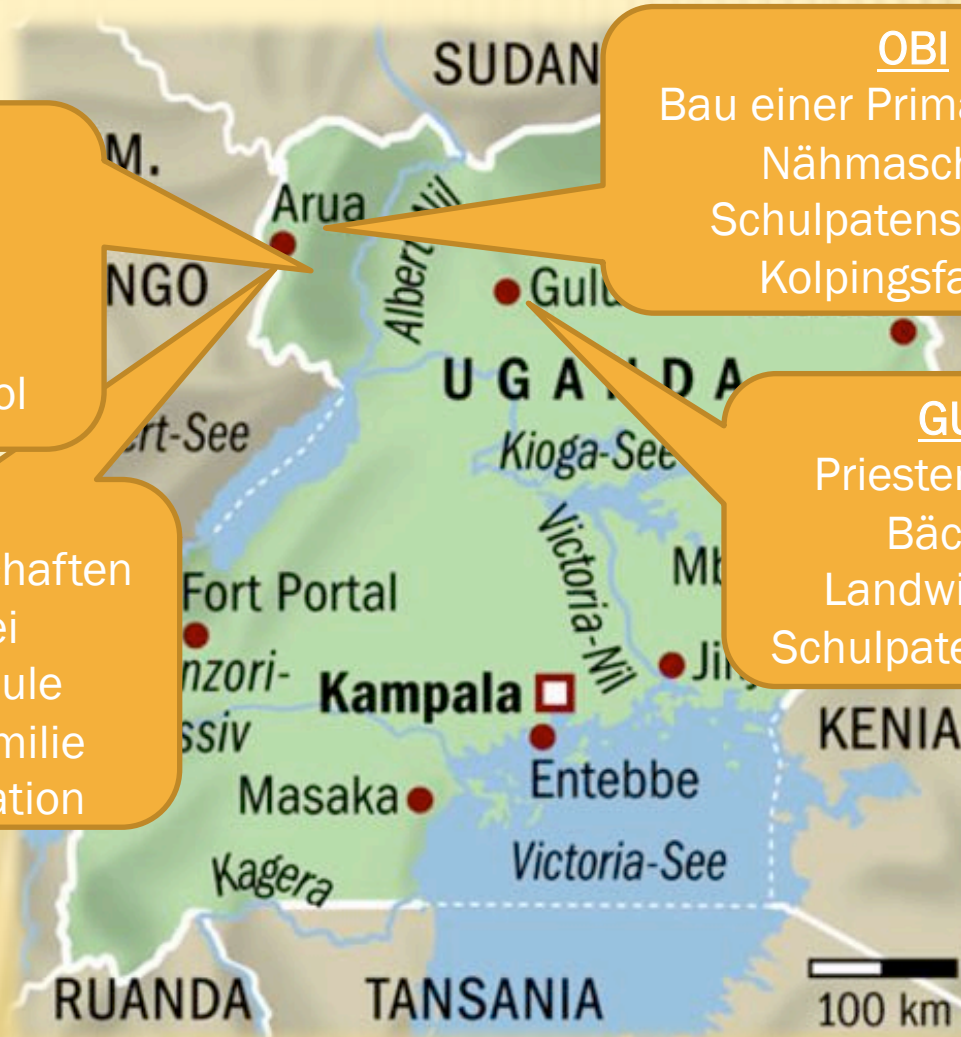 SUDAN
OBI
Bau einer Prima
Nähmasch
Schulpatens
Kolpingsfa
M.
Arua
Albert-Nil
NGO
Gulu
UGANDA
ol
rt-See
Kioga-See
GU
Priester
Bäc
Landwi
Schulpate
haften
ei
ule
milie
ation
Fort Portal
Victoria-Nil
Mb
nzori-
ssiv
Kampala
Jinj
KENIA
Entebbe
Masaka
Kagera
Victoria-See
RUANDA
TANSANIA
100 km